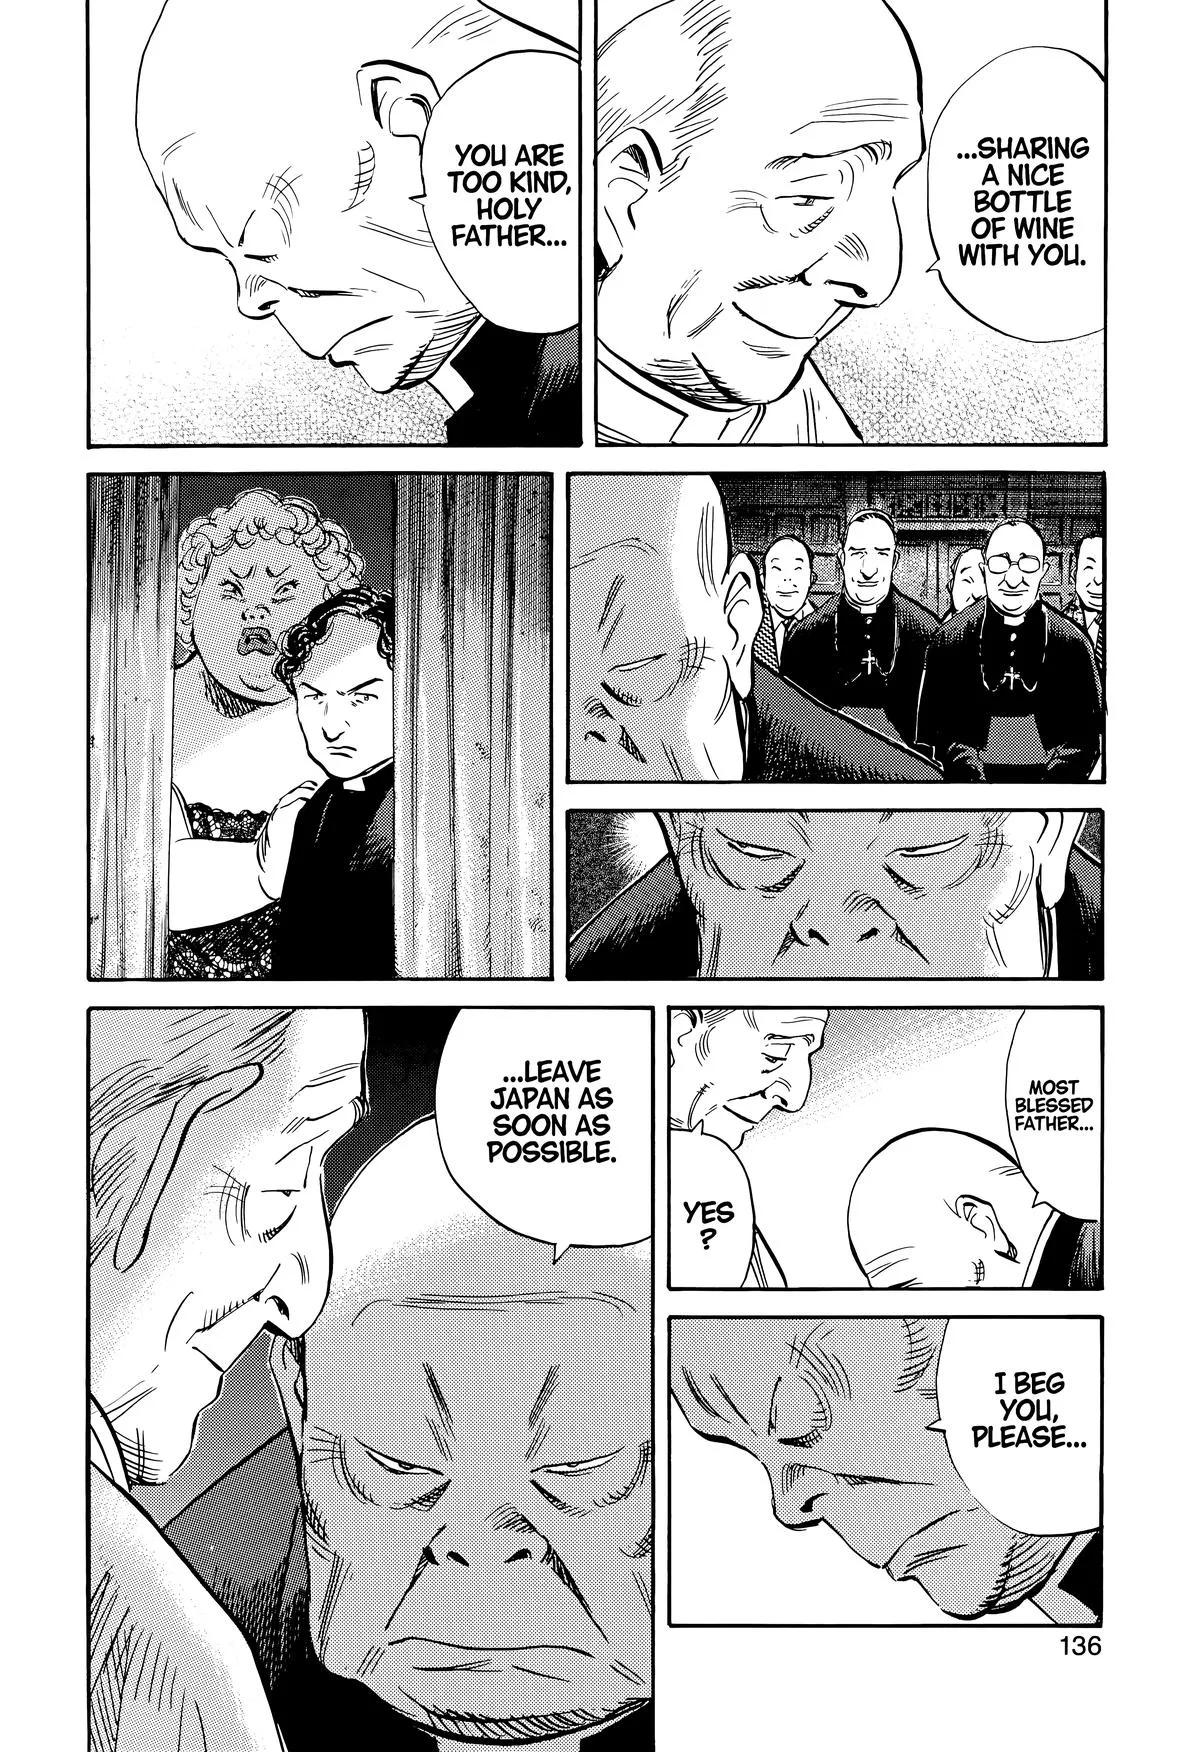 ...SHARING
A NICE
BOTTLE
OF WINE
WITH YOU.
YOU ARE
TOO KIND,
HOLY
FATHER...
MOST
BLESSED
FATHER...
YES
?
I BEG
YOU,
PLEASE...
...LEAVE
JAPAN AS
SOON AS
POSSIBLE.
136